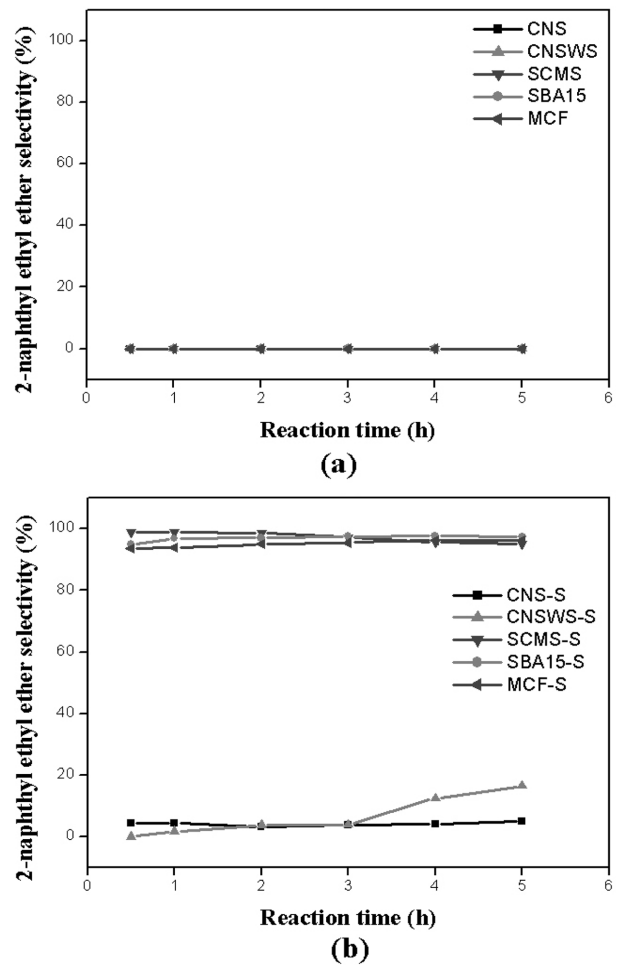 100
80
60
40
20
0
2-naphthyl ethyl ether selectivity (%)
CNS
CNSWS
SCMS
SBA15
MCF
0 1 2 3 4 5 6
Reaction time (h)
(a)
100
80
60
40
20
0
2-naphthyl ethyl ether selectivity (%)
CNS-S
CNSWS-S
SCMS-S
SBA15-S
MCF-S
0 1 2 3 4 5 6
Reaction time (h)
(b)